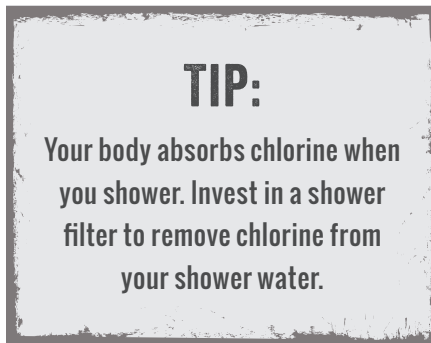 TIP:
Your body absorbs chlorine when
you shower. Invest in a shower
filter to remove chlorine from
your shower water.